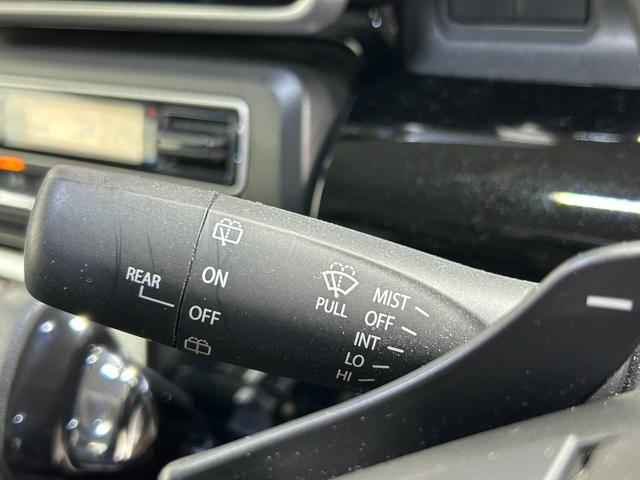 REAR
ON
OFF
PULL
MIST
OFF
INT
LO
HI